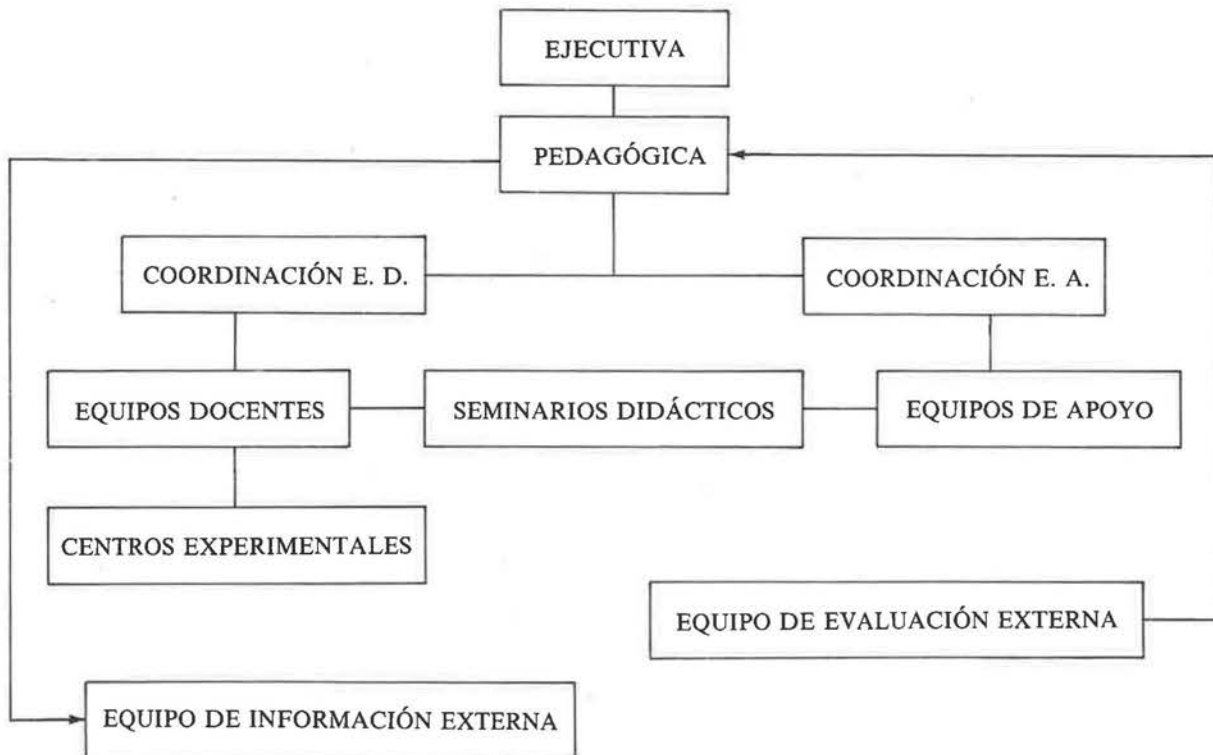 EJECUTIVA
PEDAGÓGICA
COORDINACIÓN E. D.
COORDINACIÓN E. A.
EQUIPOS DOCENTES
SEMINARIOS DIDÁCTICOS
EQUIPOS DE APOYO
CENTROS EXPERIMENTALES
EQUIPO DE EVALUACIÓN EXTERNA
EQUIPO DE INFORMACIÓN EXTERNA